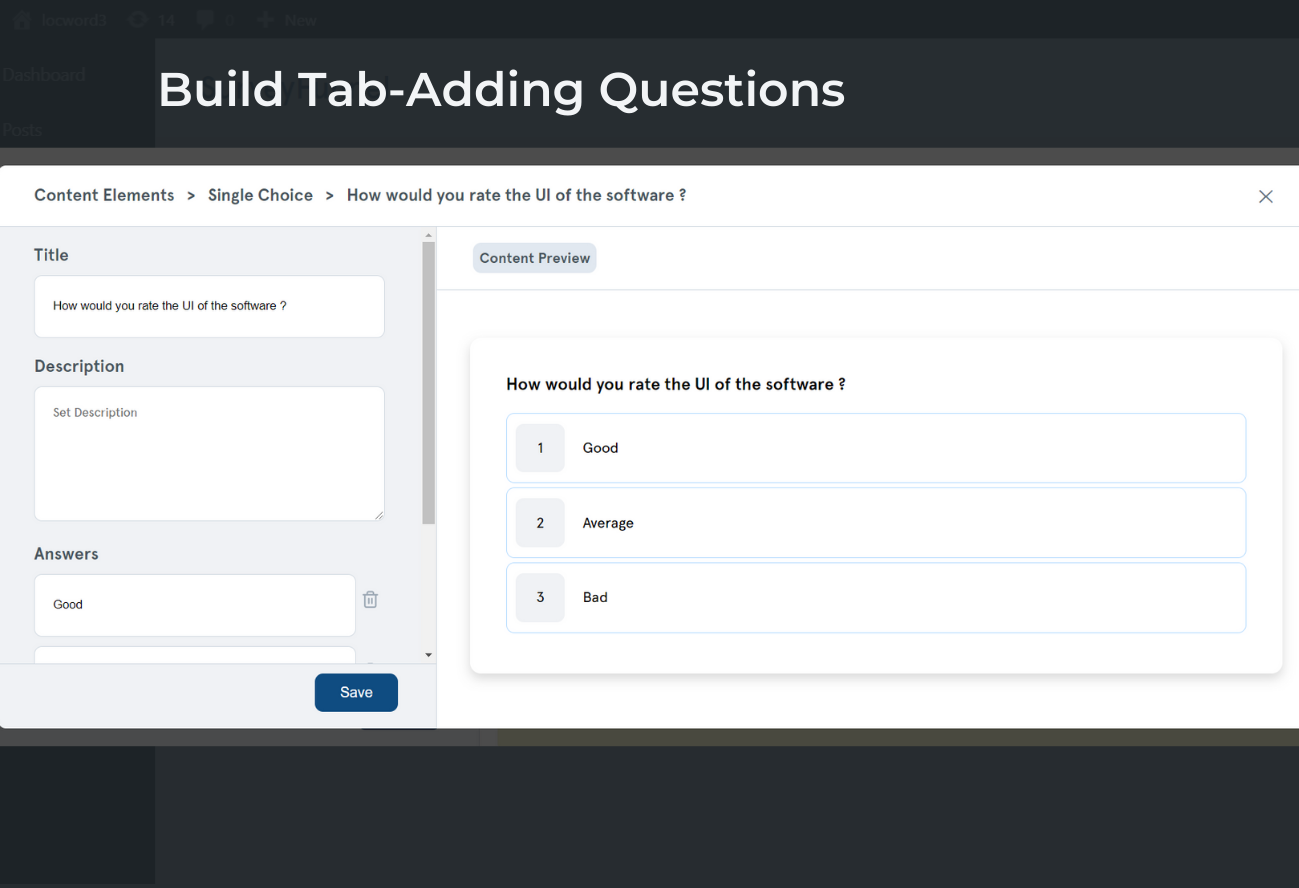 locword3 14 0 New
Dashboard
Build Tab-Adding Questions
Posts
Content Elements > Single Choice > How would you rate the UI of the software ?
Title
How would you rate the UI of the software ?
Description
Set Description
Answers
Good
Save
Content Preview
How would you rate the UI of the software ?
1 Good
2 Average
3 Bad